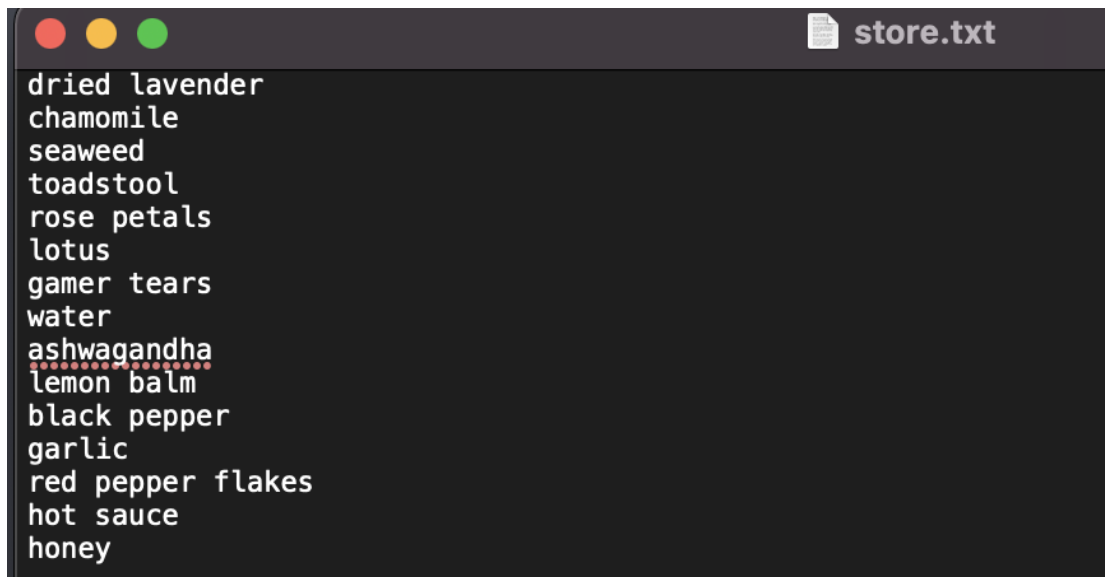 store.txt
dried lavender
chamomile
seaweed
toadstool
rose petals
lotus
gamer tears
water
ashwagandha
lemon balm
black pepper
garlic
red pepper flakes
hot sauce
honey